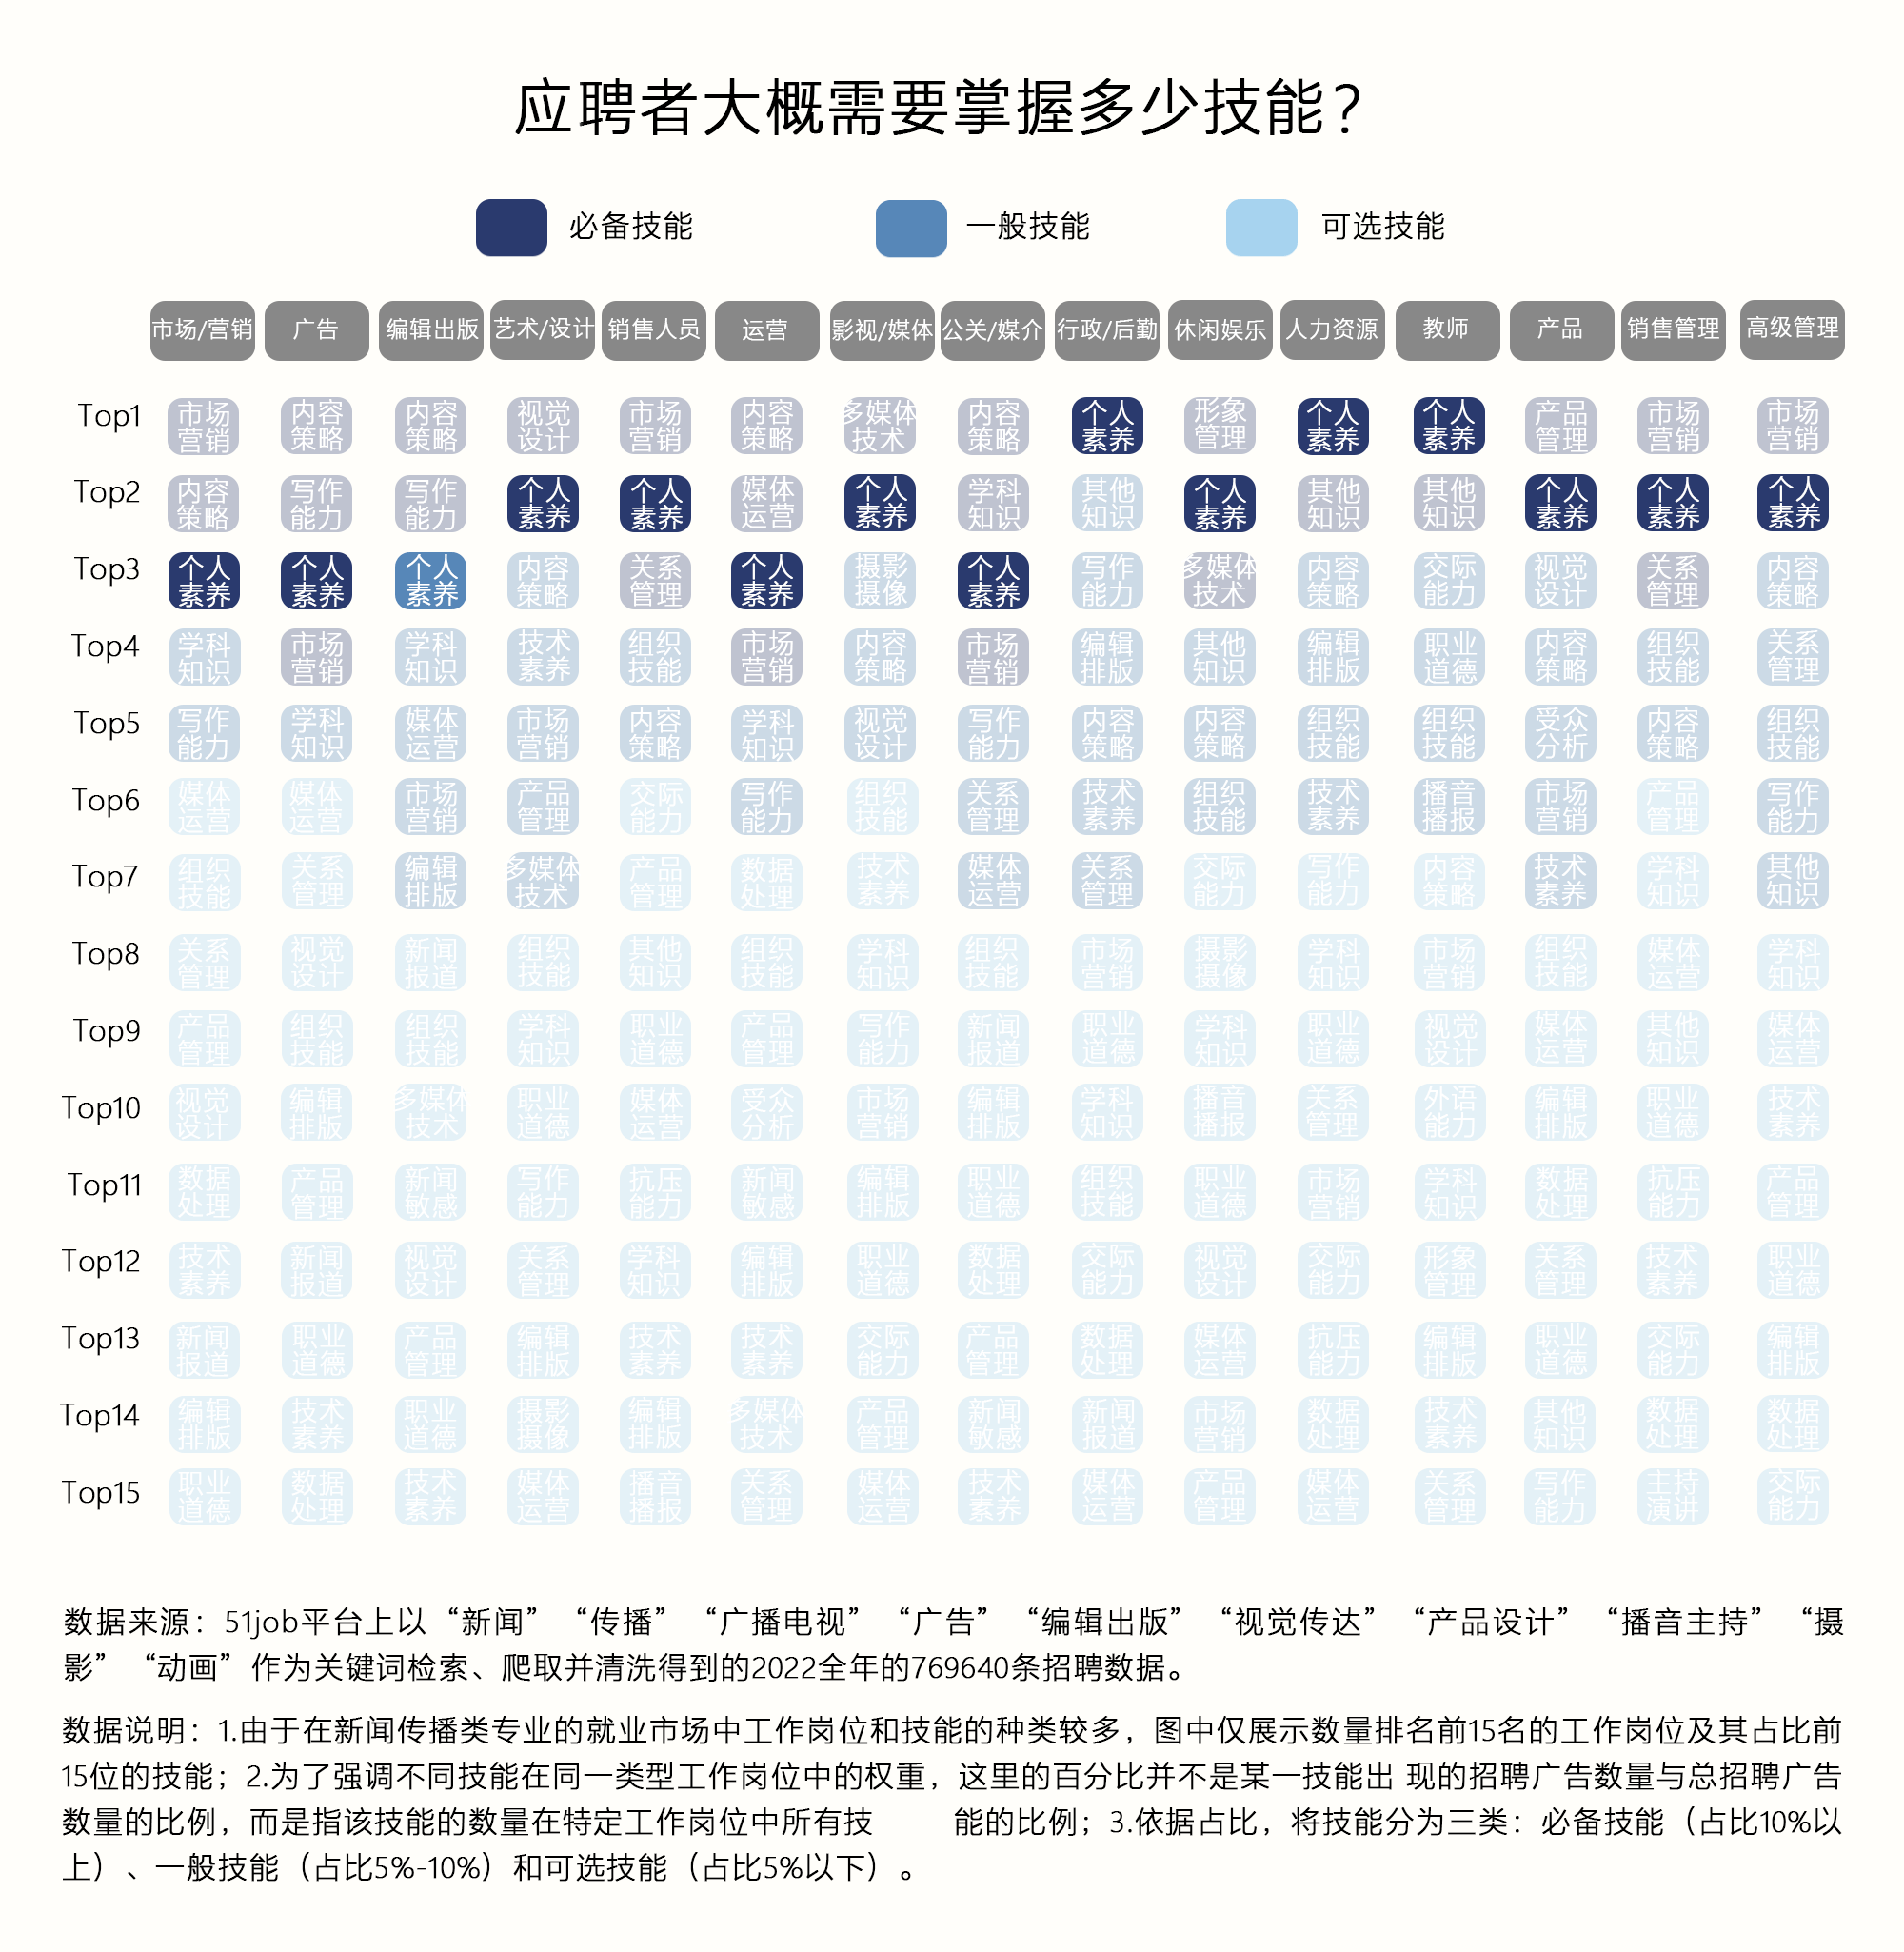 应聘者大概需要掌握多少技能？
必备技能 一般技能 可选技能
市场/营销 广告 编辑出版 艺术/设计 销售人员 运营 影视/媒体 公关/媒介 行政/后勤 休闲娱乐 人力资源 教师 产品 销售管理 高级管理
Top1 市场营销 内容策略 内容策略 视觉设计 市场营销 内容策略 多媒体技术 内容策略 个人素养 形象管理 个人素养 个人素养 产品管理 市场营销 市场营销
Top2 内容策略 写作能力 写作能力 个人素养 个人素养 媒体运营 个人素养 学科知识 其他知识 个人素养 其他知识 其他知识 个人素养 个人素养 个人素养
Top3 个人素养 个人素养 个人素养 内容策略 关系管理 个人素养 摄影摄像 个人素养 写作能力 多媒体技术 内容策略 交际能力 视觉设计 关系管理 内容策略
Top4 学科知识 市场营销 学科知识 技术素养 组织技能 市场营销 内容策略 市场营销 编辑排版 其他知识 编辑排版 职业道德 内容策略 组织技能 关系管理
Top5 写作能力 学科知识 媒体运营 市场营销 内容策略 学科知识 视觉设计 写作能力 内容策略 内容策略 组织技能 组织技能 受众分析 内容策略 组织技能
Top6 媒体运营 媒体运营 市场营销 产品管理 交际能力 写作能力 组织技能 关系管理 技术素养 组织技能 技术素养 播音播报 市场营销 产品管理 写作能力
Top7 组织技能 关系管理 编辑排版 多媒体技术 产品管理 数据处理 技术素养 媒体运营 关系管理 交际能力 写作能力 内容策略 技术素养 学科知识 其他知识
Top8 关系管理 视觉设计 新闻报道 组织技能 其他知识 组织技能 学科知识 组织技能 市场营销 摄影摄像 学科知识 市场营销 组织技能 媒体运营 学科知识
Top9 产品管理 组织技能 组织技能 学科知识 职业道德 产品管理 写作能力 新闻报道 职业道德 学科知识 职业道德 视觉设计 媒体运营 其他知识 媒体运营
Top10 视觉设计 编辑排版 多媒体技术 职业道德 媒体运营 受众分析 市场营销 编辑排版 学科知识 播音播报 关系管理 外语能力 编辑排版 职业道德 技术素养
Top11 数据处理 产品管理 新闻敏感 写作能力 抗压能力 新闻敏感 编辑排版 职业道德 组织技能 职业道德 市场营销 学科知识 数据处理 抗压能力 产品管理
Top12 技术素养 新闻报道 视觉设计 关系管理 学科知识 编辑排版 职业道德 数据处理 交际能力 视觉设计 交际能力 形象管理 关系管理 技术素养 职业道德
Top13 新闻报道 职业道德 产品管理 编辑排版 技术素养 技术素养 交际能力 产品管理 数据处理 媒体运营 抗压能力 编辑排版 职业道德 交际能力 编辑排版
Top14 编辑排版 技术素养 职业道德 摄影摄像 编辑排版 多媒体技术 产品管理 新闻敏感 新闻报道 市场营销 数据处理 技术素养 其他知识 数据处理 数据处理
Top15 职业道德 数据处理 技术素养 媒体运营 播音播报 关系管理 媒体运营 技术素养 媒体运营 产品管理 媒体运营 关系管理 写作能力 主持演讲 交际能力
数据来源：51job平台上以“新闻”“传播”“广播电视”“广告”“编辑出版”“视觉传达”“产品设计”“播音主持”“摄
影”“动画”作为关键词检索、爬取并清洗得到的2022全年的769640条招聘数据。
数据说明：1.由于在新闻传播类专业的就业市场中工作岗位和技能的种类较多，图中仅展示数量排名前15名的工作岗位及其占比前
15位的技能；2.为了强调不同技能在同一类型工作岗位中的权重，这里的百分比并不是某一技能出 现的招聘广告数量与总招聘广告
数量的比例，而是指该技能的数量在特定工作岗位中所有技 能的比例；3.依据占比，将技能分为三类：必备技能（占比10%以
上）、一般技能（占比5%-10%）和可选技能（占比5%以下）。